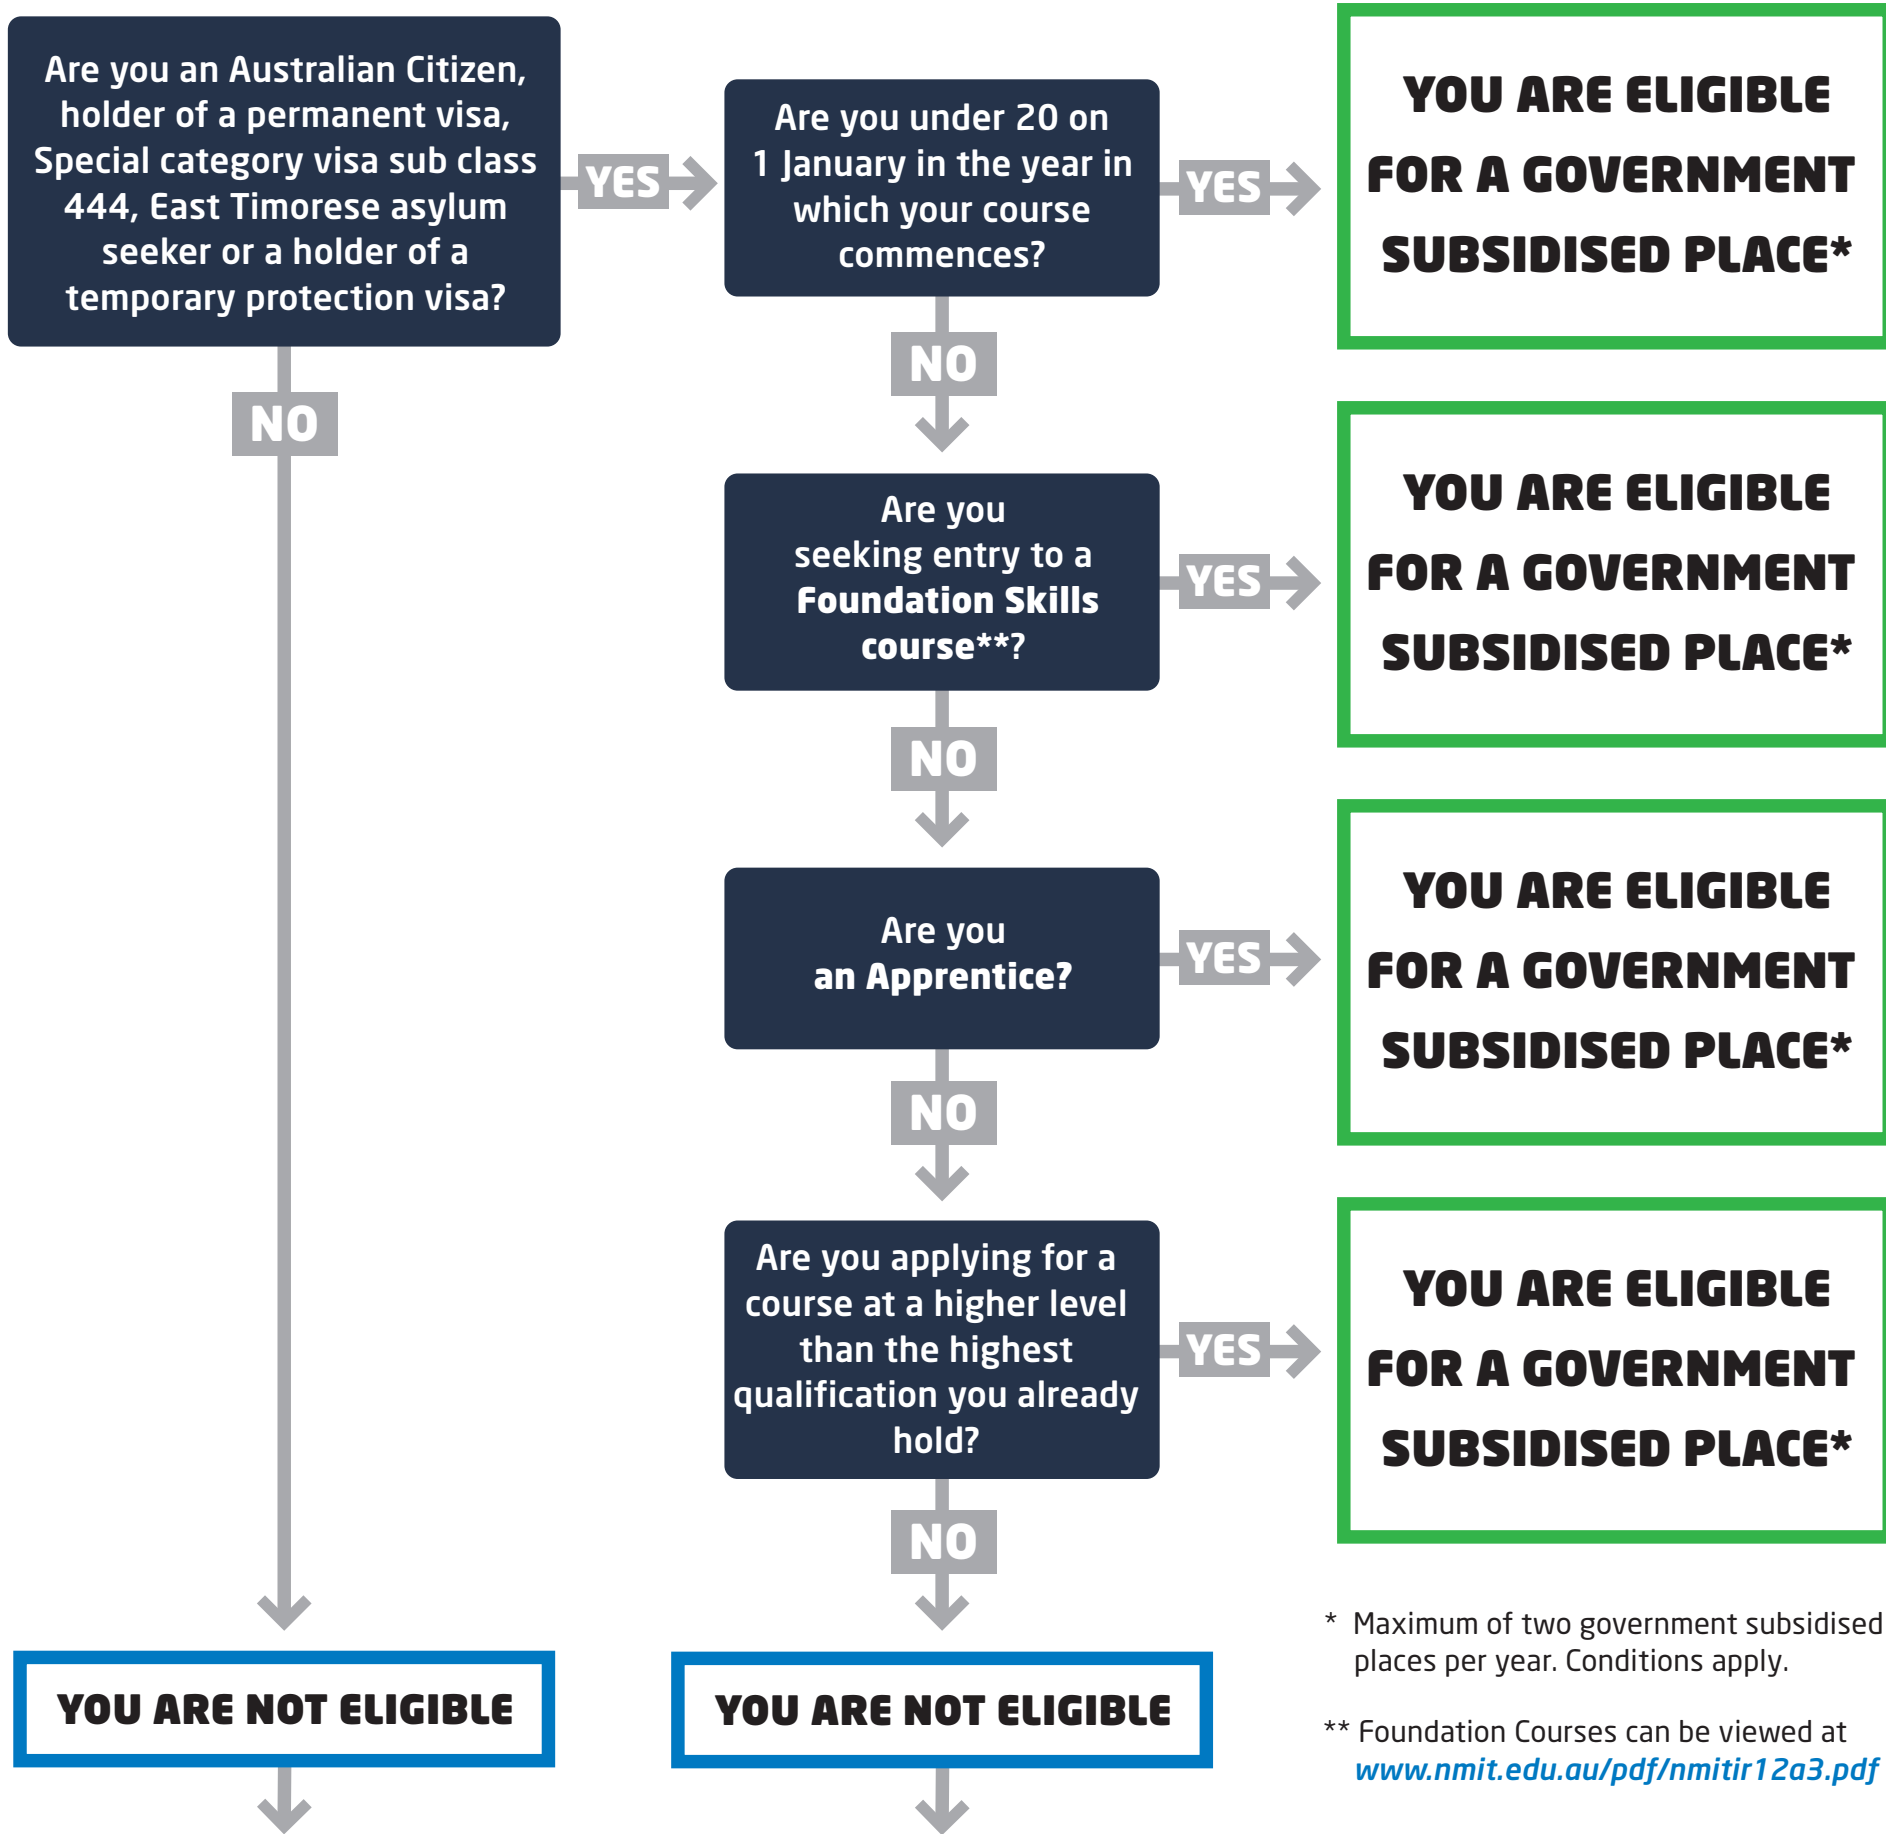 Are you an Australian Citizen,
holder of a permanent visa,
Special category visa sub class
444, East Timorese asylum
seeker or a holder of a
temporary protection visa?
YES
Are you under 20 on
1 January in the year in
which your course
commences?
YES
YOU ARE ELIGIBLE
FOR A GOVERNMENT
SUBSIDISED PLACE*
NO
NO
Are you
seeking entry to a
Foundation Skills
course**?
YES
YOU ARE ELIGIBLE
FOR A GOVERNMENT
SUBSIDISED PLACE*
NO
Are you
an Apprentice?
YES
YOU ARE ELIGIBLE
FOR A GOVERNMENT
SUBSIDISED PLACE*
NO
Are you applying for a
course at a higher level
than the highest
qualification you already
hold?
YES
YOU ARE ELIGIBLE
FOR A GOVERNMENT
SUBSIDISED PLACE*
NO
YOU ARE NOT ELIGIBLE
YOU ARE NOT ELIGIBLE
* Maximum of two government subsidised
places per year. Conditions apply.
** Foundation Courses can be viewed at
www.nmit.edu.au/pdf/nmitir12a3.pdf